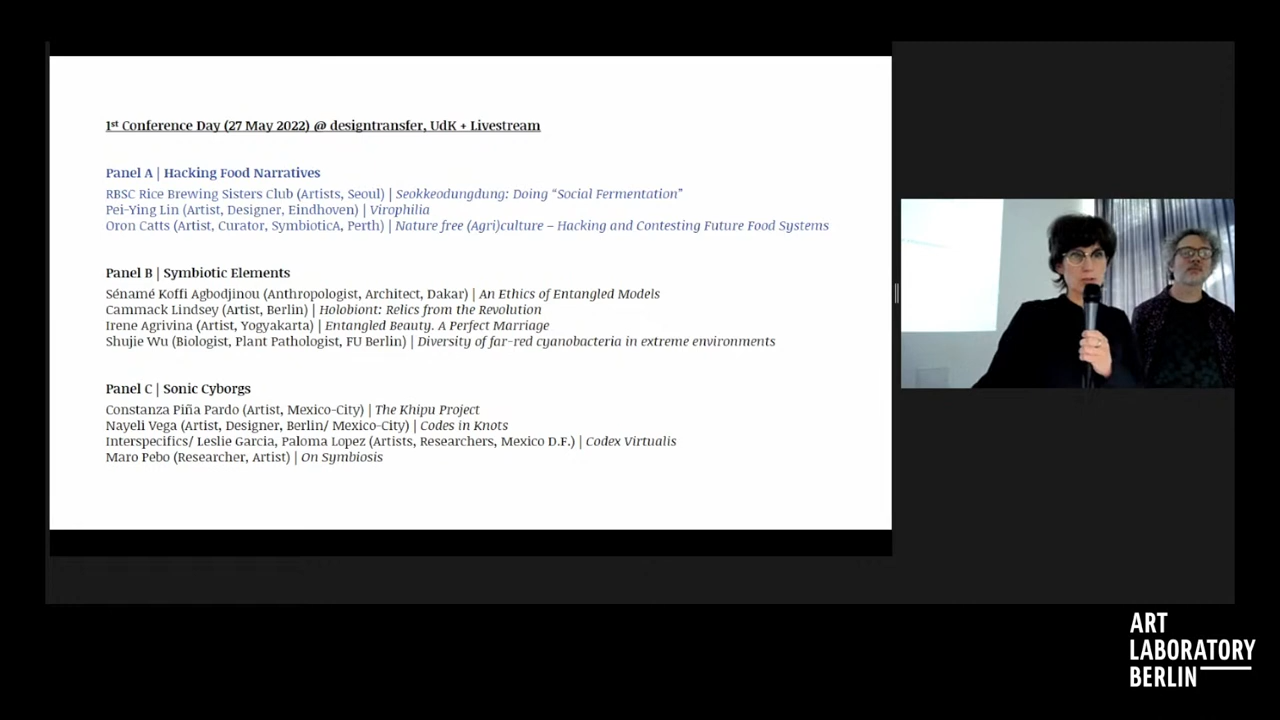 1st Conference Day (27 May 2022) @ designtransfer, UdK + Livestream
Panel A | Hacking Food Narratives
RBSC Rice Brewing Sisters Club (Artists, Seoul) | Seokkeodungdung: Doing “Social Fermentation”
Pei-Ying Lin (Artist, Designer, Eindhoven) | Virophilia
Oron Catts (Artist, Curator, SymbioticA, Perth) | Nature free (Agri)culture – Hacking and Contesting Future Food Systems
Panel B | Symbiotic Elements
Sénamé Koffi Agbodjinou (Anthropologist, Architect, Dakar) | An Ethics of Entangled Models
Cammack Lindsey (Artist, Berlin) | Holobiont: Relics from the Revolution
Irene Agrivina (Artist, Yogyakarta) | Entangled Beauty. A Perfect Marriage
Shujie Wu (Biologist, Plant Pathologist, FU Berlin) | Diversity of far-red cyanobacteria in extreme environments
Panel C | Sonic Cyborgs
Constanza Piña Pardo (Artist, Mexico-City) | The Khipu Project
Nayeli Vega (Artist, Designer, Berlin/ Mexico-City) | Codes in Knots
Interspecifics/ Leslie Garcia, Paloma Lopez (Artists, Researchers, Mexico D.F.) | Codex Virtualis
Maro Pebo (Researcher, Artist) | On Symbiosis
ART
LABORATORY
BERLIN